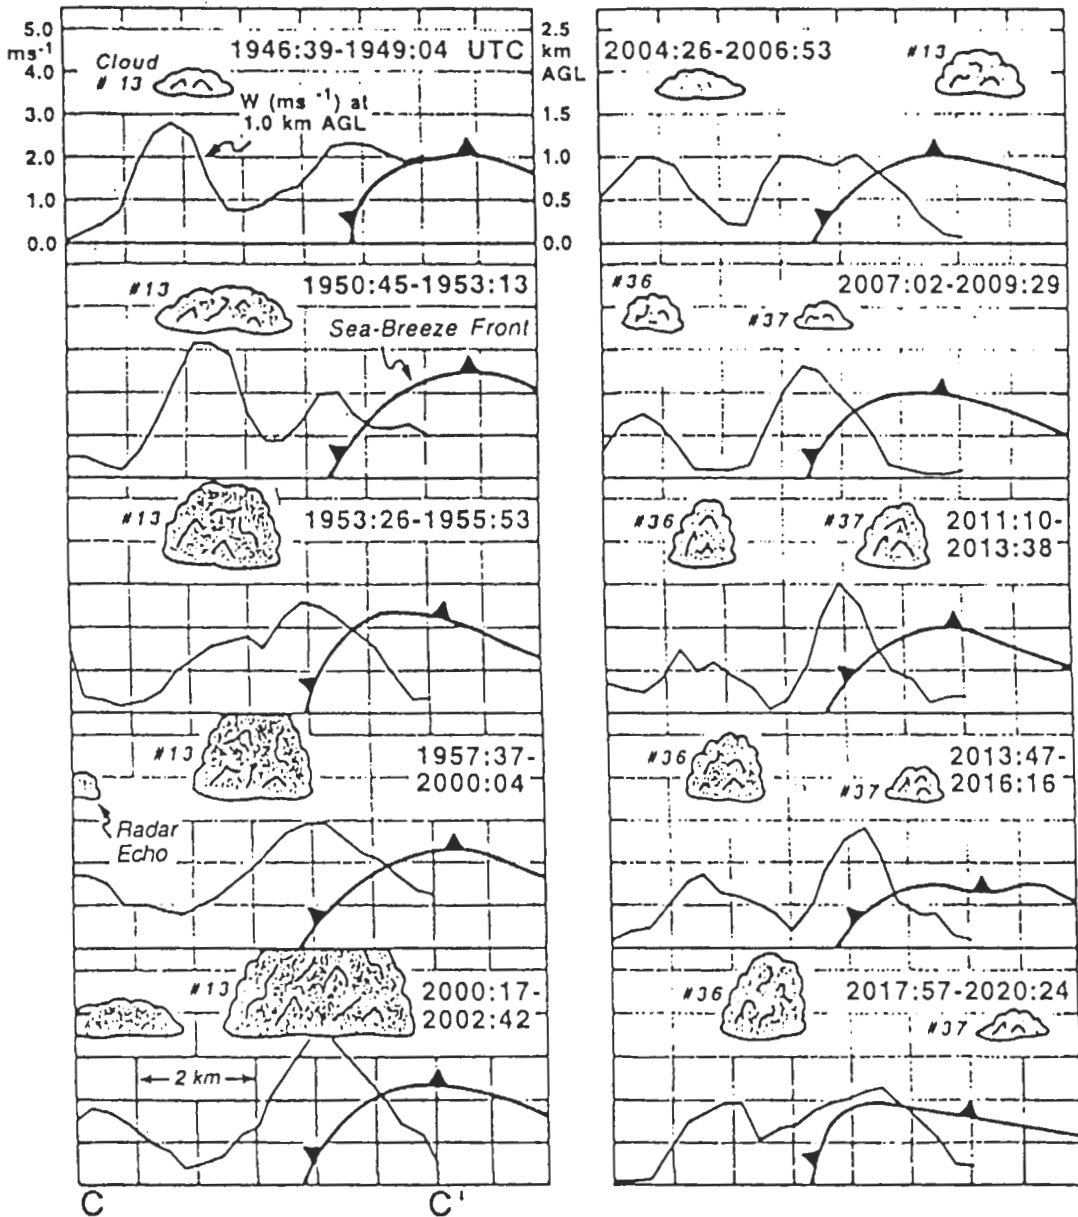 5.0
ms⁻¹
4.0
3.0
2.0
1.0
0.0
Cloud
# 13
1946:39-1949:04 UTC
W (ms ⁻¹) at
1.0 km AGL
2.5
km
AGL
1.5
1.0
0.5
0.0
#13
1950:45-1953:13
Sea-Breeze Front
#13
1953:26-1955:53
#13
1957:37-
2000:04
Radar
Echo
#13
2000:17-
2002:42
2 km
C
C'
2004:26-2006:53
#13
#36
2007:02-2009:29
#37
#36
#37
2011:10-
2013:38
#36
2013:47-
#37
2016:16
#36
2017:57-2020:24
#37